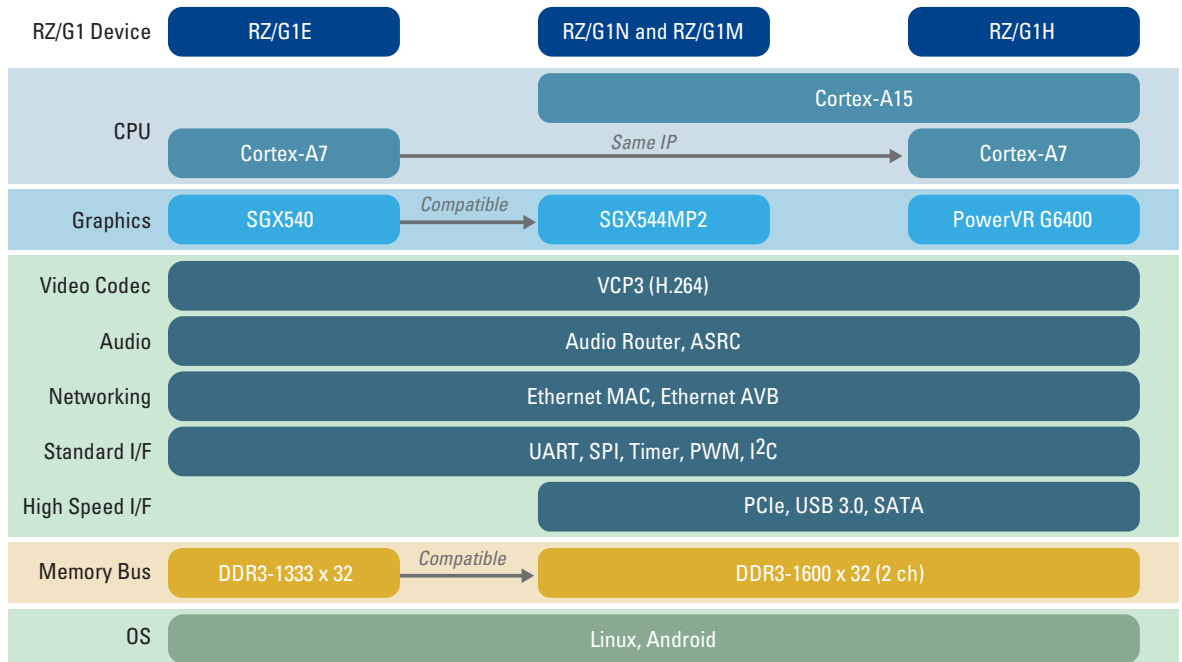 RZ/G1 Device RZ/G1E RZ/G1N and RZ/G1M RZ/G1H
Cortex-A15
CPU
Cortex-A7 Same IP Cortex-A7
Graphics SGX540 Compatible SGX544MP2 PowerVR G6400
Video Codec VCP3 (H.264)
Audio Audio Router, ASRC
Networking Ethernet MAC, Ethernet AVB
Standard I/F UART, SPI, Timer, PWM, I²C
High Speed I/F PCIe, USB 3.0, SATA
Memory Bus DDR3-1333 x 32 Compatible DDR3-1600 x 32 (2 ch)
OS Linux, Android